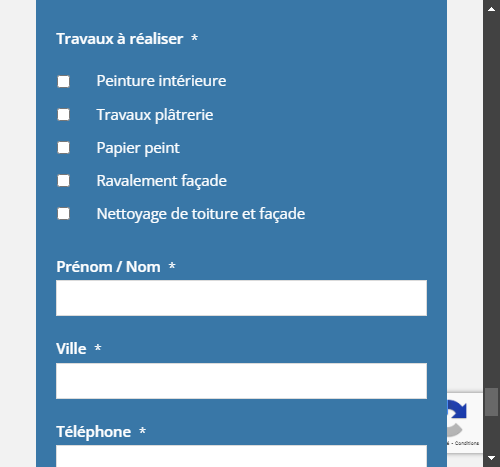 Travaux à réaliser *
Peinture intérieure
Travaux plâtrerie
Papier peint
Ravalement façade
Nettoyage de toiture et façade
Prénom / Nom *
Ville *
Téléphone *
- Conditions